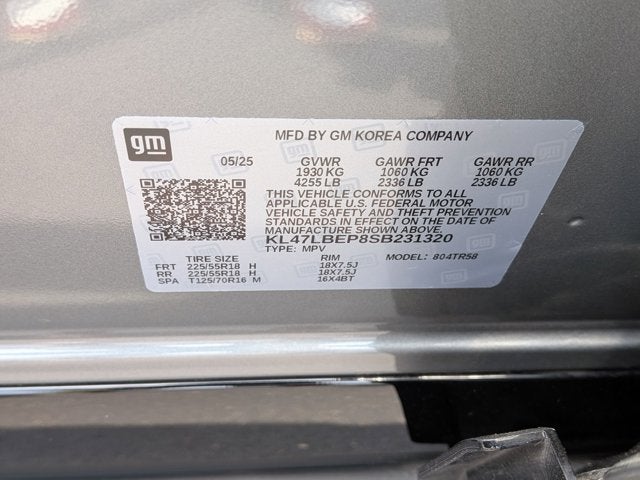 gm
MFD BY GM KOREA COMPANY
05/25 GVWR GAWR FRT GAWR RR
1930 KG 1060 KG 1060 KG
4255 LB 2336 LB 2336 LB
THIS VEHICLE CONFORMS TO ALL
APPLICABLE U.S. FEDERAL MOTOR
VEHICLE SAFETY AND THEFT PREVENTION
STANDARDS IN EFFECT ON THE DATE OF
MANUFACTURE SHOWN ABOVE.
KL47LBEP8SB231320
TYPE: MPV
TIRE SIZE RIM MODEL: 804TR58
FRT 225/55R18 H 18X7.5J
RR 225/55R18 H 18X7.5J
SPA T125/70R16 M 16X4BT